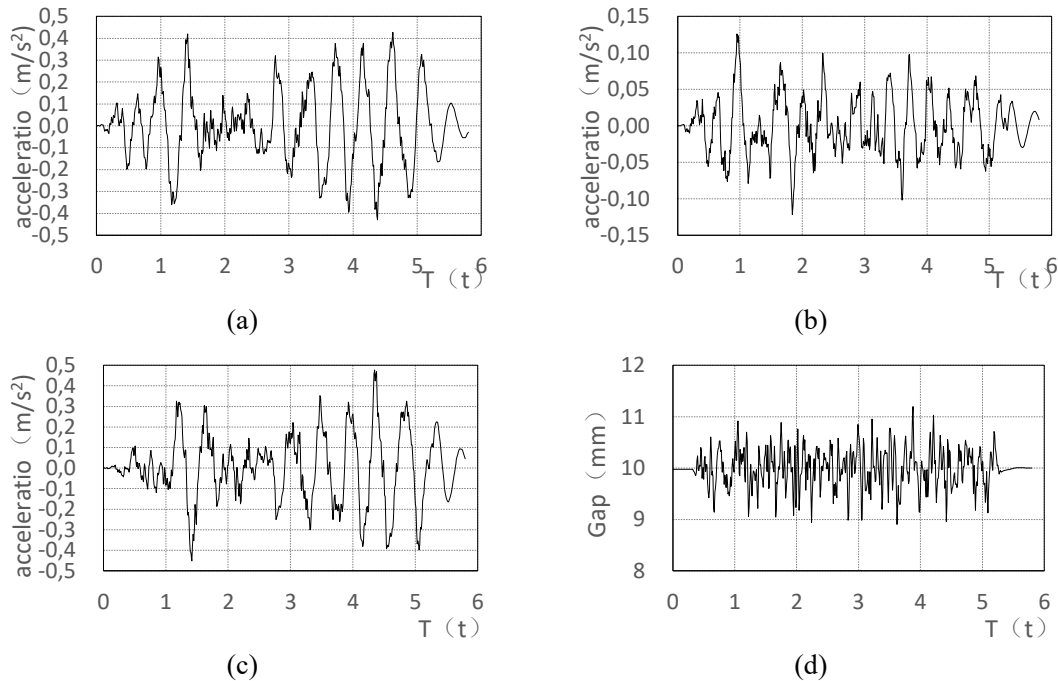 acceleratio（m/s²）
0,5
0,4
0,3
0,2
0,1
0,0
-0,1
-0,2
-0,3
-0,4
-0,5
0 1 2 3 4 5 6
T（t）
(a)
acceleratio（m/s²）
0,15
0,10
0,05
0,00
-0,05
-0,10
-0,15
0 1 2 3 4 5 6
T（t）
(b)
acceleratio（m/s²）
0,5
0,4
0,3
0,2
0,1
0,0
-0,1
-0,2
-0,3
-0,4
-0,5
0 1 2 3 4 5 6
T（t）
(c)
Gap（mm）
12
11
10
9
8
0 1 2 3 4 5 6
T（t）
(d)